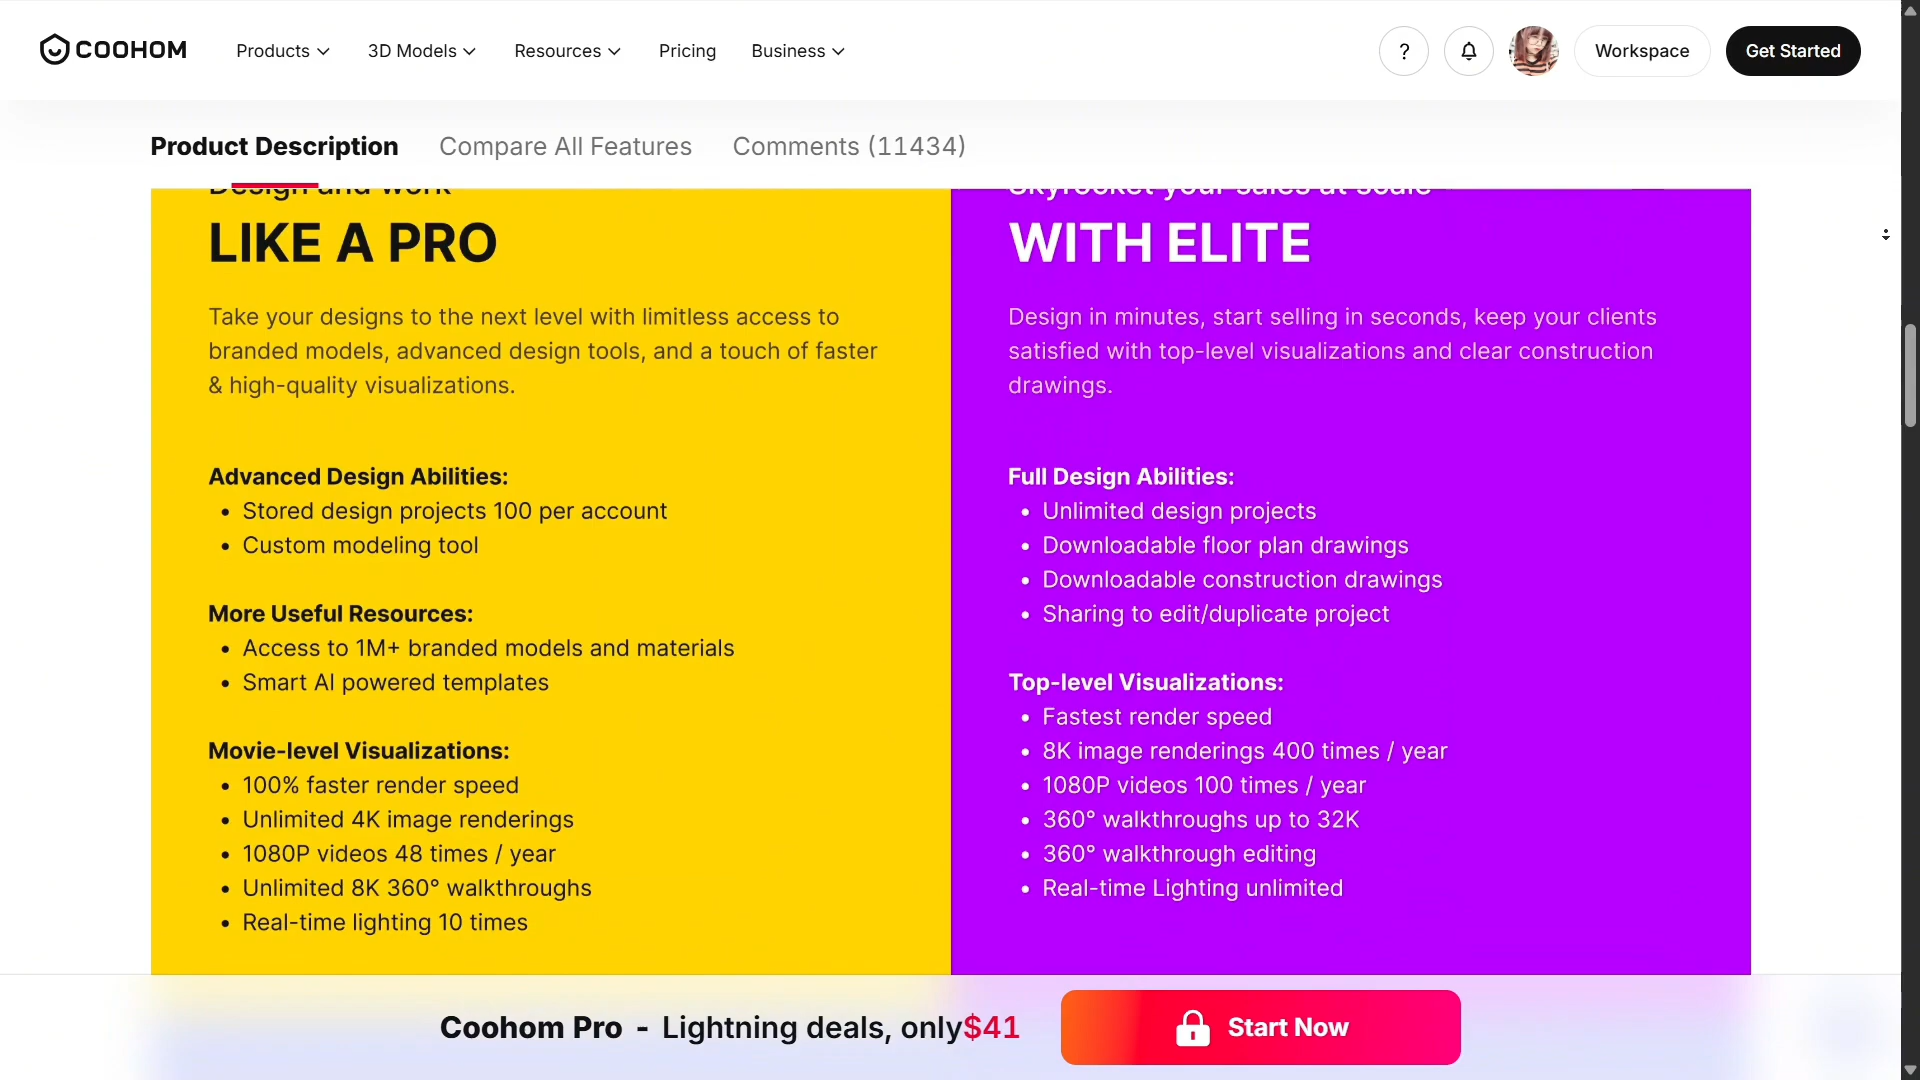 COOHOM
Products
3D Models
Resources
Pricing
Business
?
Workspace
Get Started
Product Description
Compare All Features
Comments (11434)
Design and work
LIKE A PRO
Take your designs to the next level with limitless access to
branded models, advanced design tools, and a touch of faster
& high-quality visualizations.
Advanced Design Abilities:
• Stored design projects 100 per account
• Custom modeling tool
More Useful Resources:
• Access to 1M+ branded models and materials
• Smart AI powered templates
Movie-level Visualizations:
• 100% faster render speed
• Unlimited 4K image renderings
• 1080P videos 48 times / year
• Unlimited 8K 360° walkthroughs
• Real-time lighting 10 times
Skyrocket your sales at scale
WITH ELITE
Design in minutes, start selling in seconds, keep your clients
satisfied with top-level visualizations and clear construction
drawings.
Full Design Abilities:
• Unlimited design projects
• Downloadable floor plan drawings
• Downloadable construction drawings
• Sharing to edit/duplicate project
Top-level Visualizations:
• Fastest render speed
• 8K image renderings 400 times / year
• 1080P videos 100 times / year
• 360° walkthroughs up to 32K
• 360° walkthrough editing
• Real-time Lighting unlimited
Coohom Pro - Lightning deals, only$41
Start Now